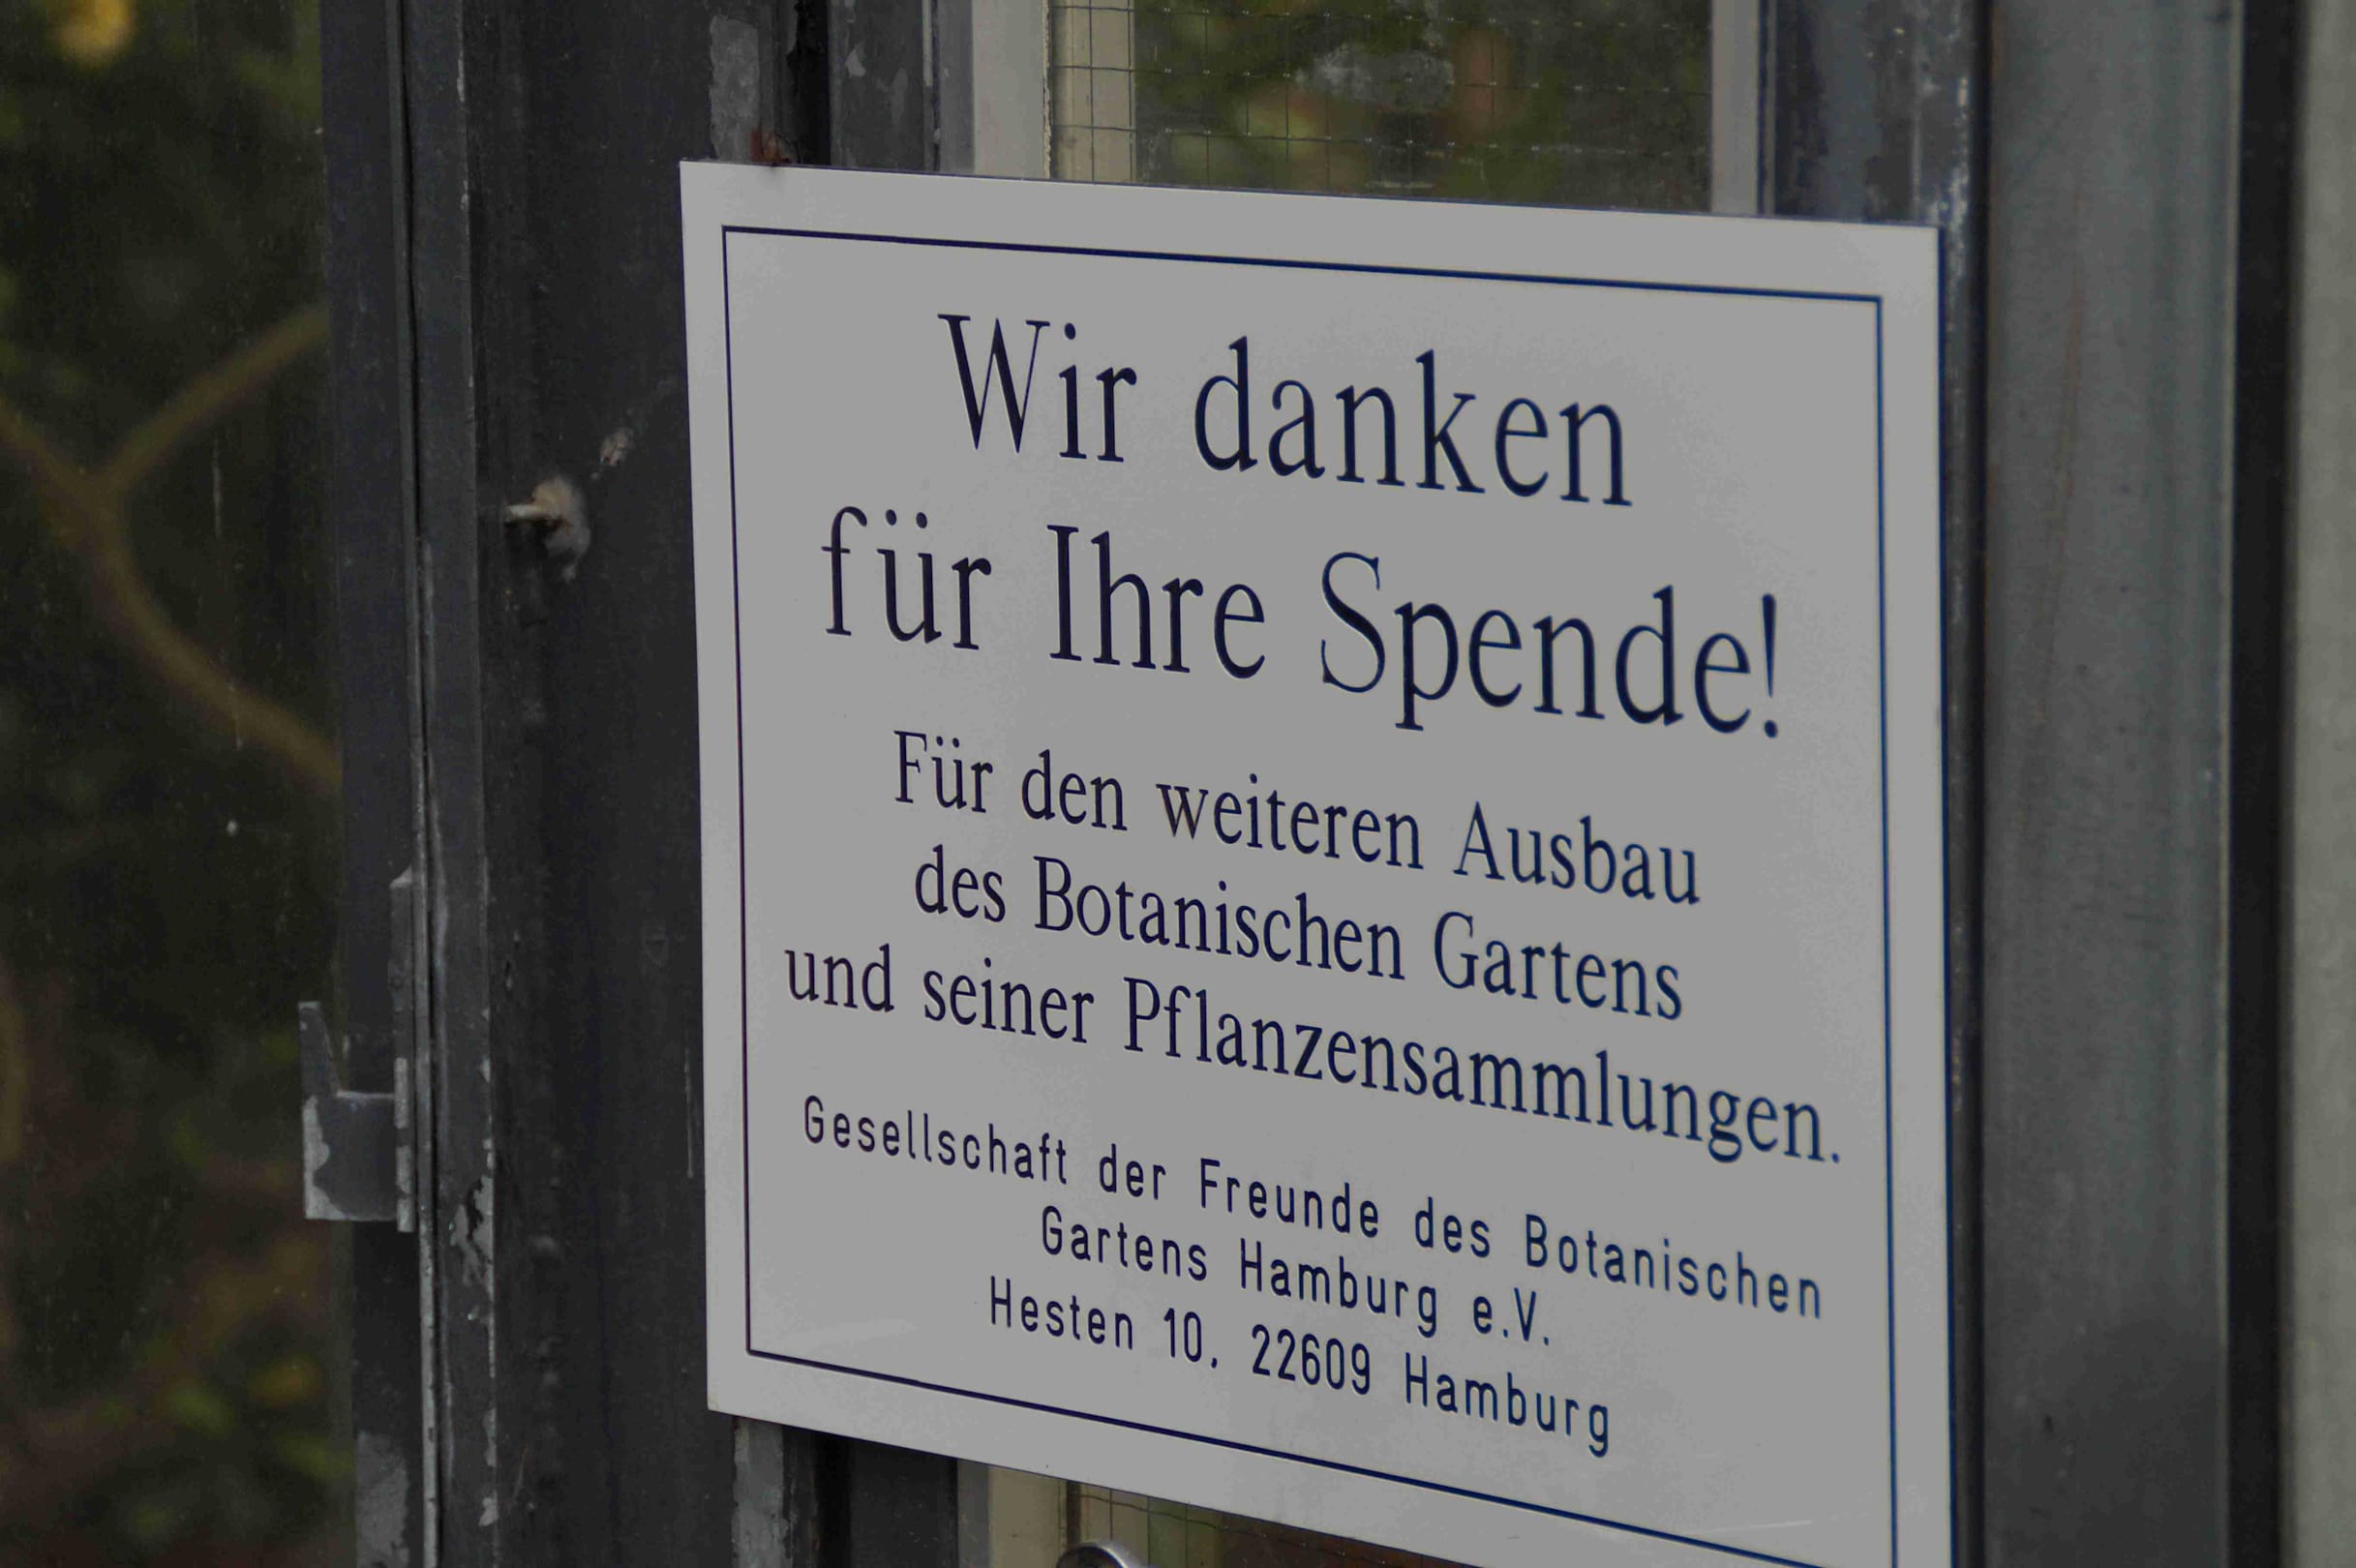 Wir danken
für Ihre Spende!
Für den weiteren Ausbau
des Botanischen Gartens
und seiner Pflanzensammlungen.
Gesellschaft der Freunde des Botanischen
Gartens Hamburg e.V.
Hesten 10, 22609 Hamburg